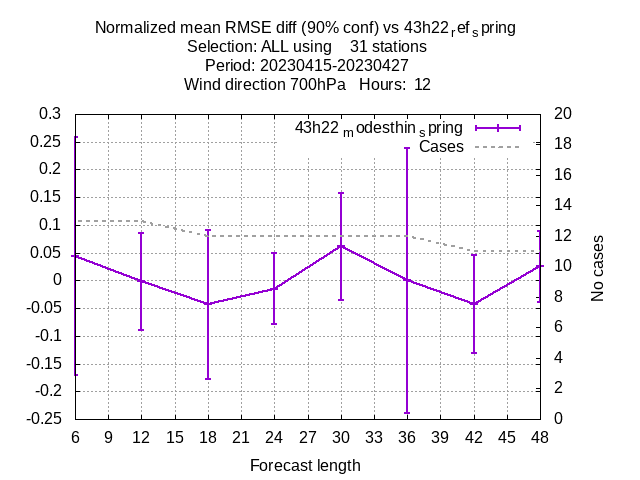 Normalized mean RMSE diff (90% conf) vs 43h22refspring
Selection: ALL using 31 stations
Period: 20230415-20230427
Wind direction 700hPa Hours: 12
43h22modesthinspring
Cases
0.3
0.25
0.2
0.15
0.1
0.05
0
-0.05
-0.1
-0.15
-0.2
-0.25
20
18
16
14
12
10
8
6
4
2
0
No cases
6 9 12 15 18 21 24 27 30 33 36 39 42 45 48
Forecast length